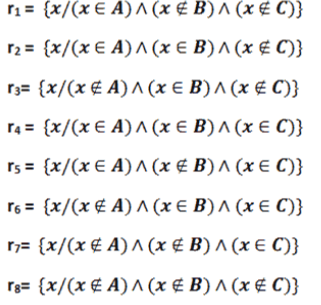 r₁ = {x/(x ∈ A) ∧ (x ∉ B) ∧ (x ∉ C)}
r₂ = {x/(x ∈ A) ∧ (x ∈ B) ∧ (x ∉ C)}
r₃= {x/(x ∉ A) ∧ (x ∈ B) ∧ (x ∉ C)}
r₄ = {x/(x ∈ A) ∧ (x ∈ B) ∧ (x ∈ C)}
r₅ = {x/(x ∈ A) ∧ (x ∉ B) ∧ (x ∈ C)}
r₆ = {x/(x ∉ A) ∧ (x ∈ B) ∧ (x ∈ C)}
r₇= {x/(x ∉ A) ∧ (x ∉ B) ∧ (x ∈ C)}
r₈= {x/(x ∉ A) ∧ (x ∉ B) ∧ (x ∉ C)}